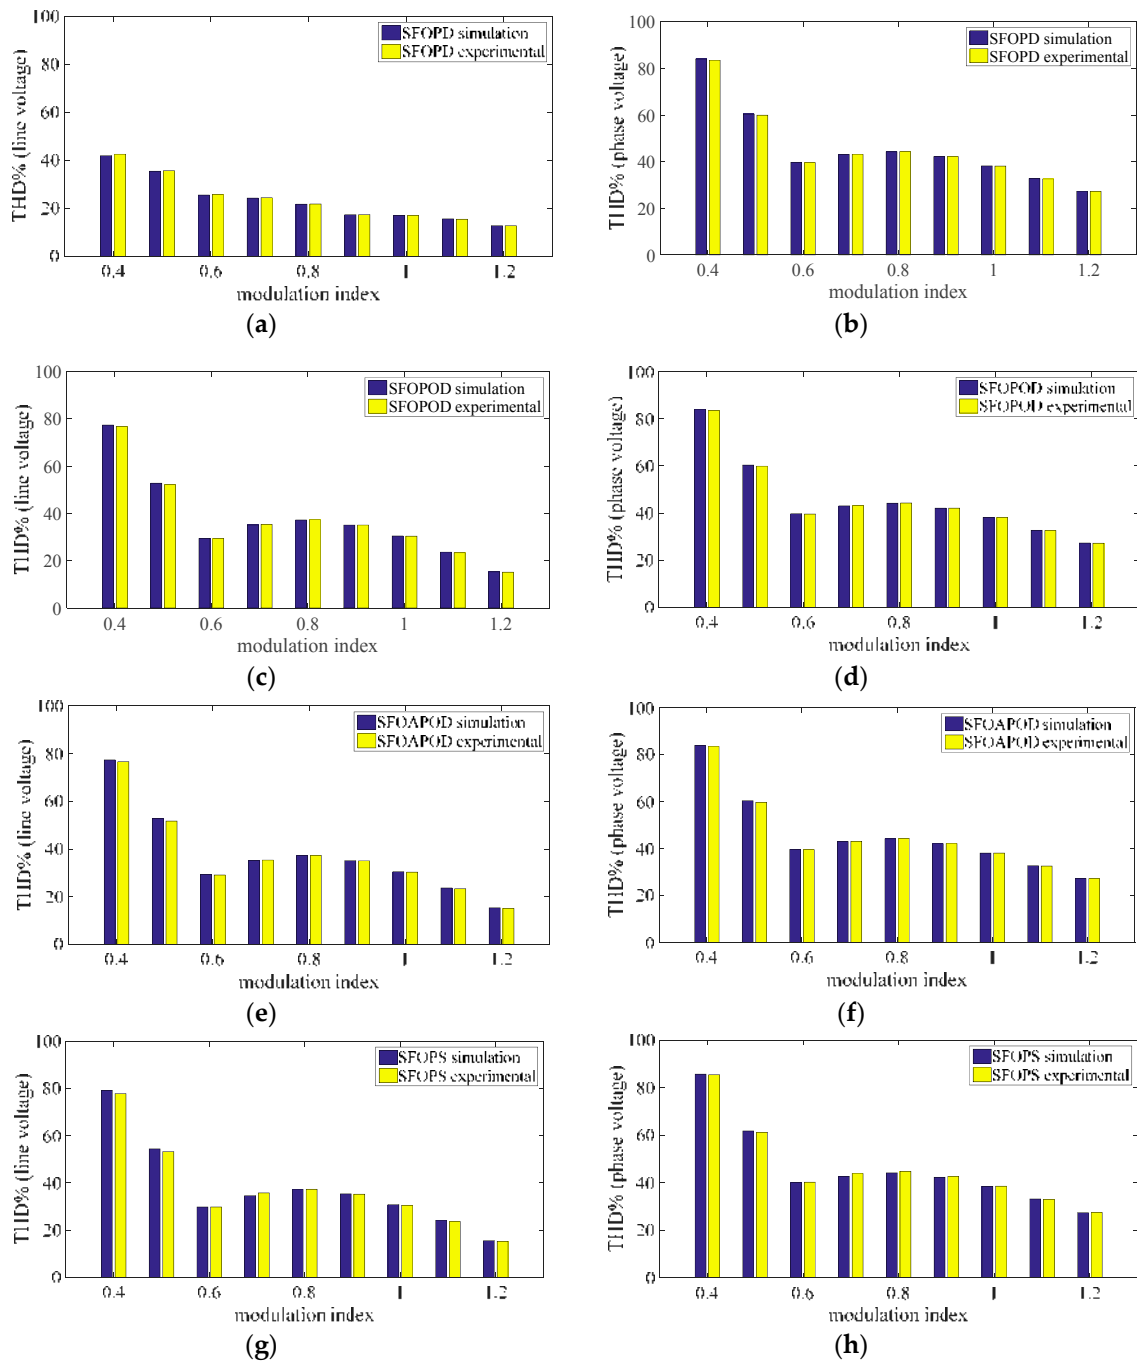 100
80
60
40
20
0
THD% (line voltage)
SFOPD simulation
SFOPD experimental
0.4 0.6 0.8 1 1.2
modulation index
(a)
100
80
60
40
20
0
THD% (phase voltage)
SFOPD simulation
SFOPD experimental
0.4 0.6 0.8 1 1.2
modulation index
(b)
100
80
60
40
20
0
THD% (line voltage)
SFOPOD simulation
SFOPOD experimental
0.4 0.6 0.8 1 1.2
modulation index
(c)
100
80
60
40
20
0
THD% (phase voltage)
SFOPOD simulation
SFOPOD experimental
0.4 0.6 0.8 1 1.2
modulation index
(d)
100
80
60
40
20
0
THD% (line voltage)
SFOAPOD simulation
SFOAPOD experimental
0.4 0.6 0.8 1 1.2
modulation index
(e)
100
80
60
40
20
0
THD% (phase voltage)
SFOAPOD simulation
SFOAPOD experimental
0.4 0.6 0.8 1 1.2
modulation index
(f)
100
80
60
40
20
0
THD% (line voltage)
SFOPS simulation
SFOPS experimental
0.4 0.6 0.8 1 1.2
modulation index
(g)
100
80
60
40
20
0
THD% (phase voltage)
SFOPS simulation
SFOPS experimental
0.4 0.6 0.8 1 1.2
modulation index
(h)